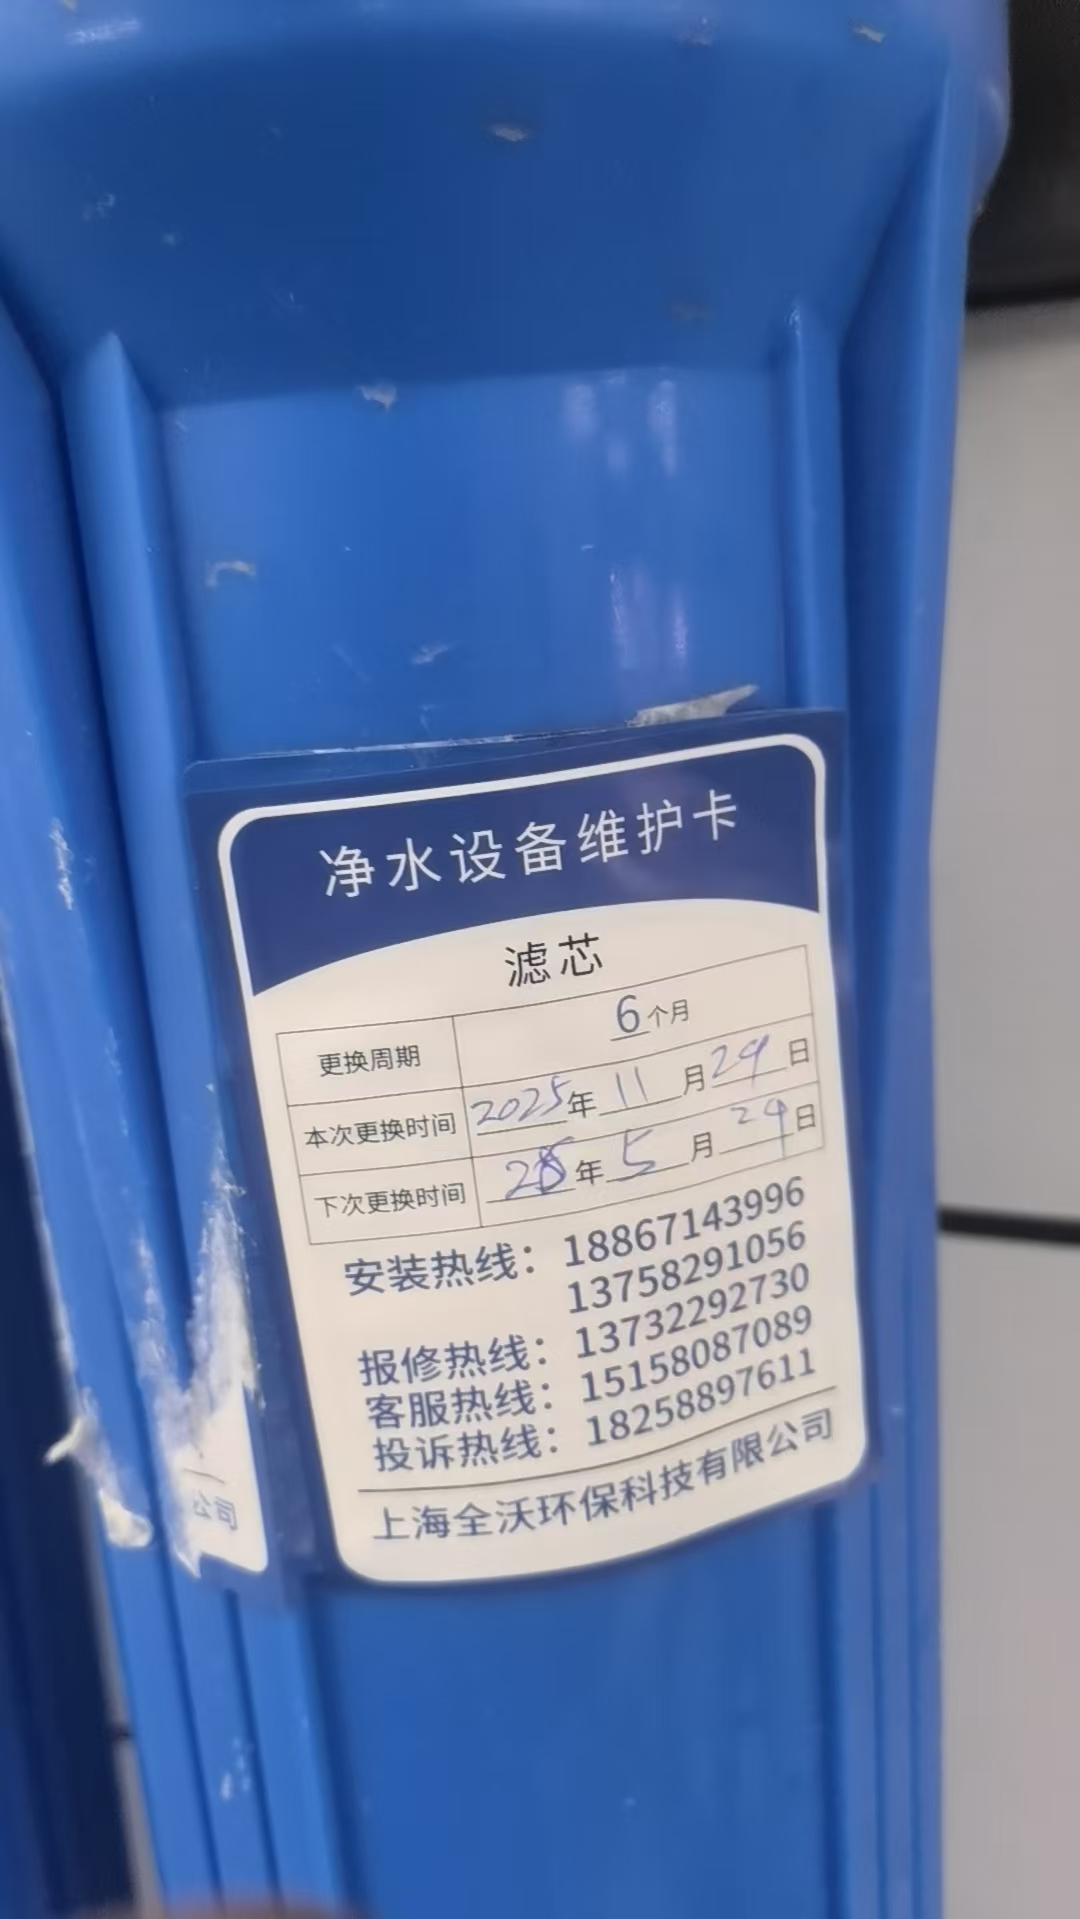 净水设备维护卡
滤芯
更换周期 6个月
本次更换时间 2025年11月29日
下次更换时间 年5月29日
安装热线：18867143996
13758291056
报修热线：13732292730
客服热线：15158087089
投诉热线：18258897611
上海全沃环保科技有限公司
公司